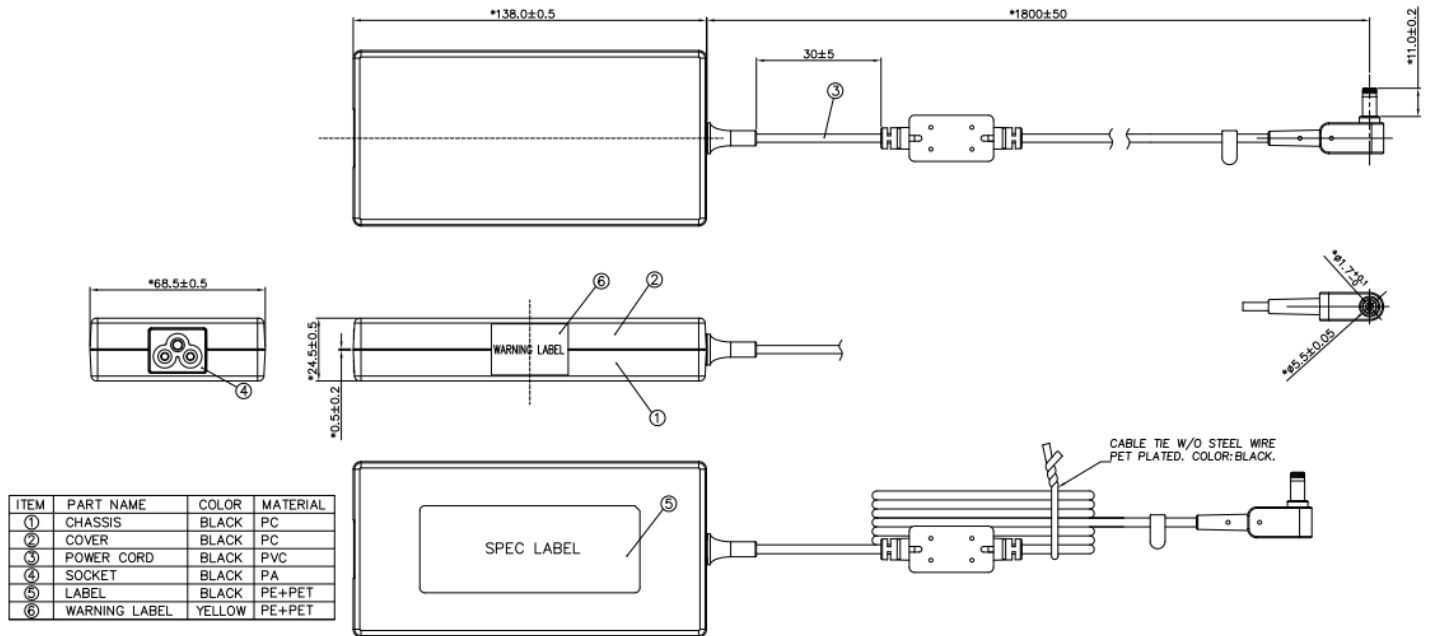 *138.0±0.5
*1800±50
*11.0±0.2
30±5
③
*68.5±0.5
④
*24.5±0.5
*0.5±0.2
⑥
②
WARNING LABEL
①
*ø1.7+0.1 -0
*ø5.5±0.05
CABLE TIE W/O STEEL WIRE
PET PLATED. COLOR:BLACK.
⑤
SPEC LABEL
ITEM PART NAME COLOR MATERIAL
① CHASSIS BLACK PC
② COVER BLACK PC
③ POWER CORD BLACK PVC
④ SOCKET BLACK PA
⑤ LABEL BLACK PE+PET
⑥ WARNING LABEL YELLOW PE+PET